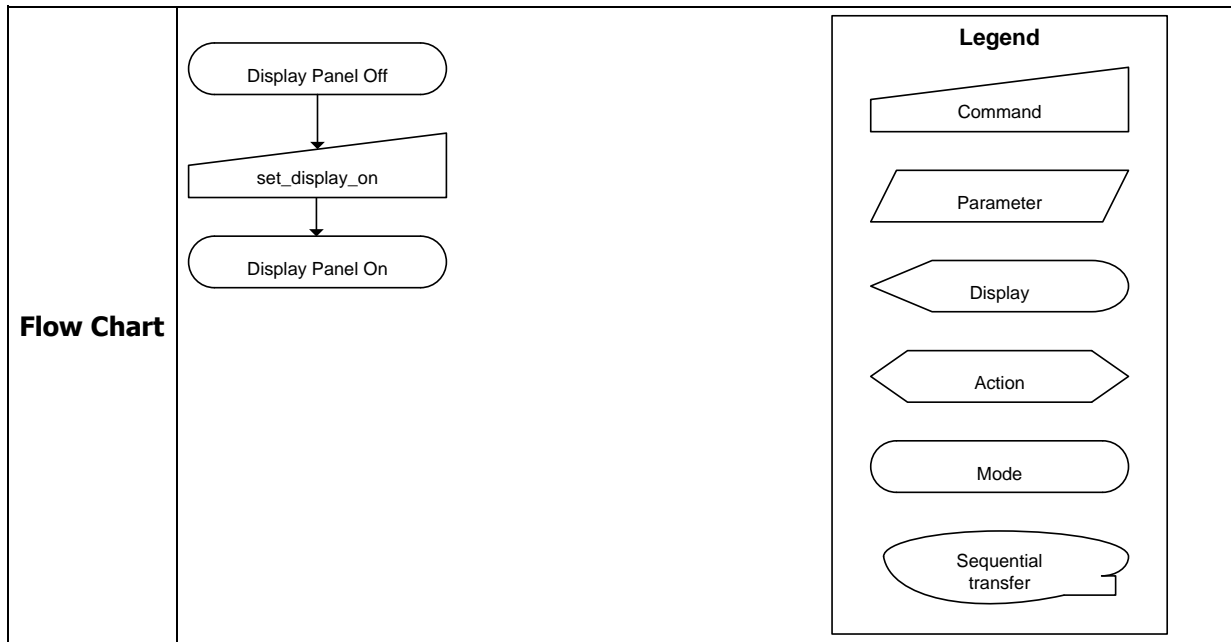 Flow Chart
Display Panel Off
set_display_on
Display Panel On
Legend
Command
Parameter
Display
Action
Mode
Sequential
transfer